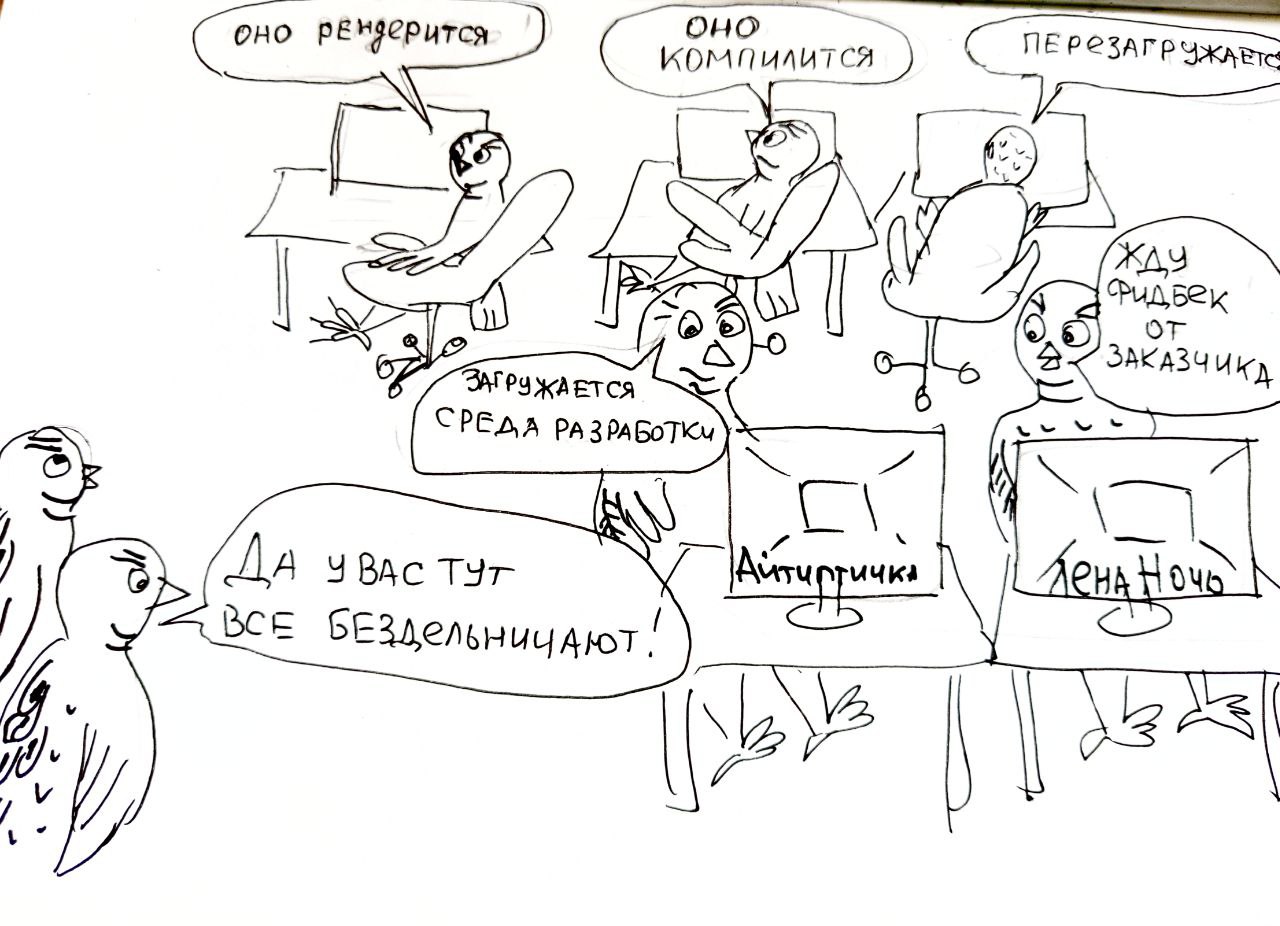 ОНО РЕНДЕРИТСЯ
ОНО
КОМПИЛИТСЯ
ПЕРЕЗАГРУЖАЕТСЯ
ЖДУ
ФИДБЕК
ОТ
ЗАКАЗЧИКА
ЗАГРУЖАЕТСЯ
СРЕДА РАЗРАБОТКИ
ДА У ВАС ТУТ
ВСЕ БЕЗДЕЛЬНИЧАЮТ!
Айтиптичка
Лена Ночь